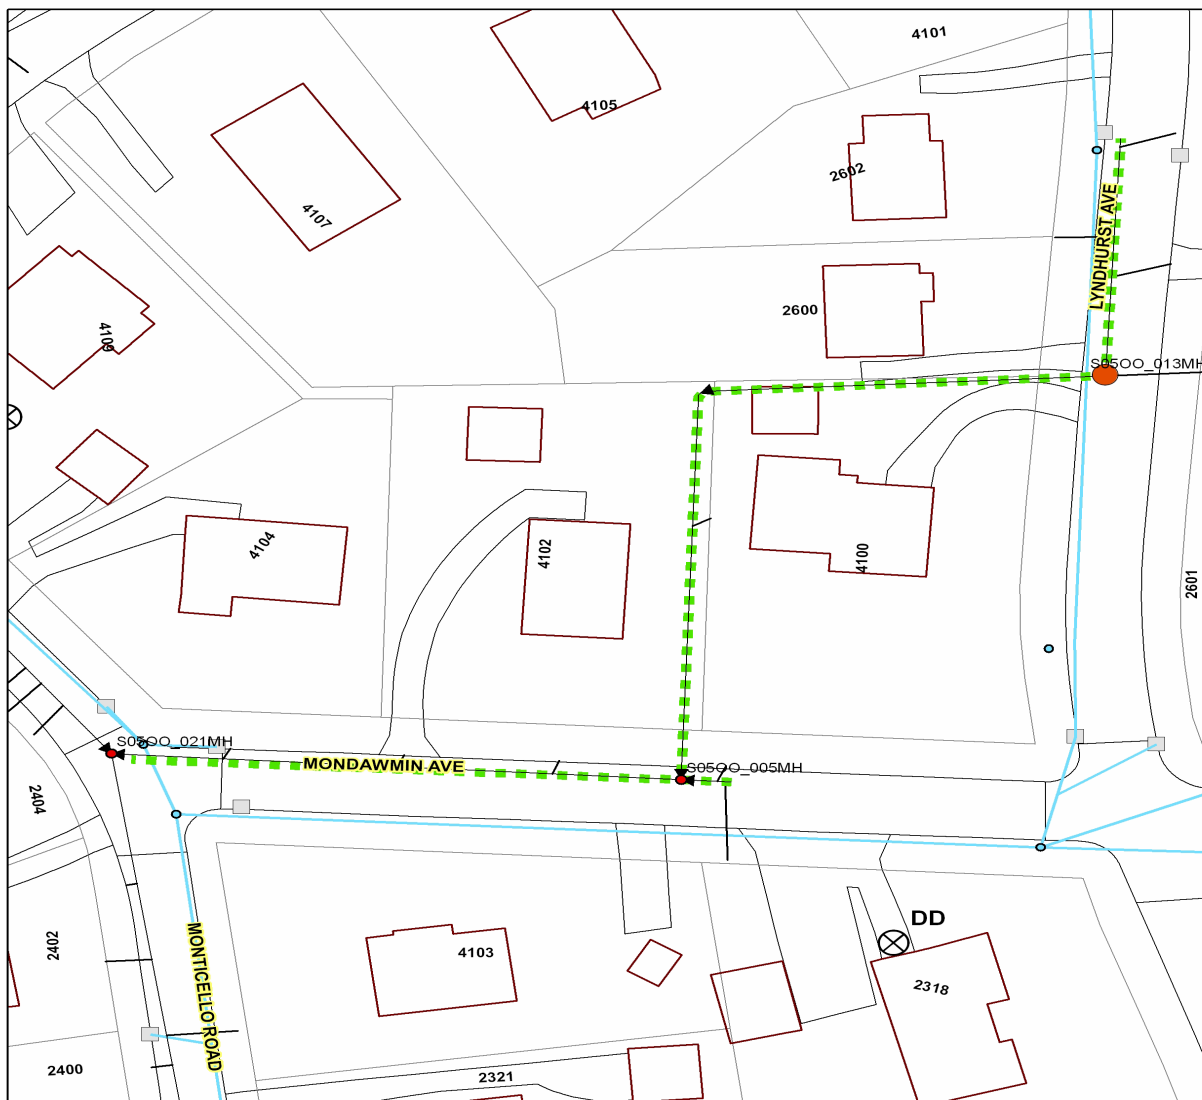 4101
4105
2602
4107
LYNDHURST AVE
2600
4109
S05OO_013MH
4104
4102
4100
2601
S05OO_021MH
MONDAWMIN AVE
S05OO_005MH
2404
DD
2402
MONTICELLO ROAD
4103
2318
2400
2321